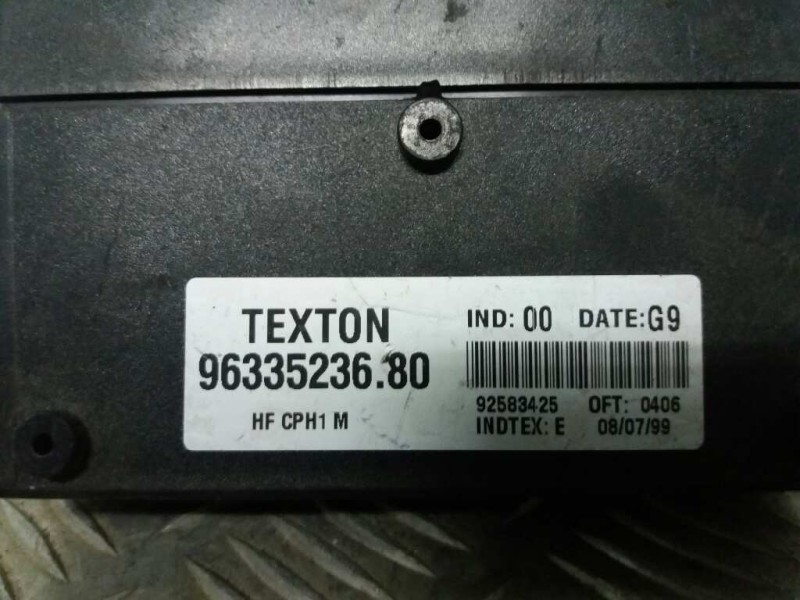 TEXTON
96335236.80
HF CPH1 M
IND: 00 DATE:G9
92583425 OFT: 0406
INDTEX: E 08/07/99